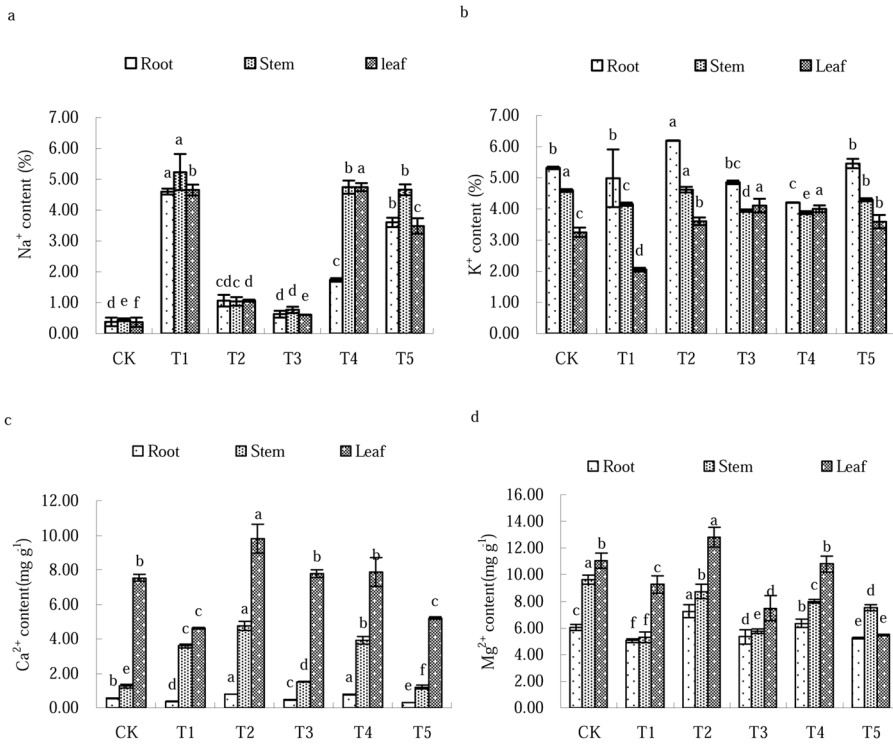 a
Root Stem leaf
Na+ content (%)
7.00
6.00
5.00
4.00
3.00
2.00
1.00
0.00
d e f
a a b
cd c d
d d e
c b a
b b c
CK T1 T2 T3 T4 T5
b
Root Stem Leaf
K+ content (%)
7.00
6.00
5.00
4.00
3.00
2.00
1.00
0.00
b a c
b c d
a b b
bc d a
c e a
b b b
CK T1 T2 T3 T4 T5
c
Root Stem Leaf
Ca2+ content(mg g1)
12.00
10.00
8.00
6.00
4.00
2.00
0.00
b e b
d c c
a a a
c d b
a b b
e f c
CK T1 T2 T3 T4 T5
d
Root Stem Leaf
Mg2+ content(mg g1)
16.00
14.00
12.00
10.00
8.00
6.00
4.00
2.00
0.00
c a b
f f c
a b a
d e d
b c b
e d e
CK T1 T2 T3 T4 T5